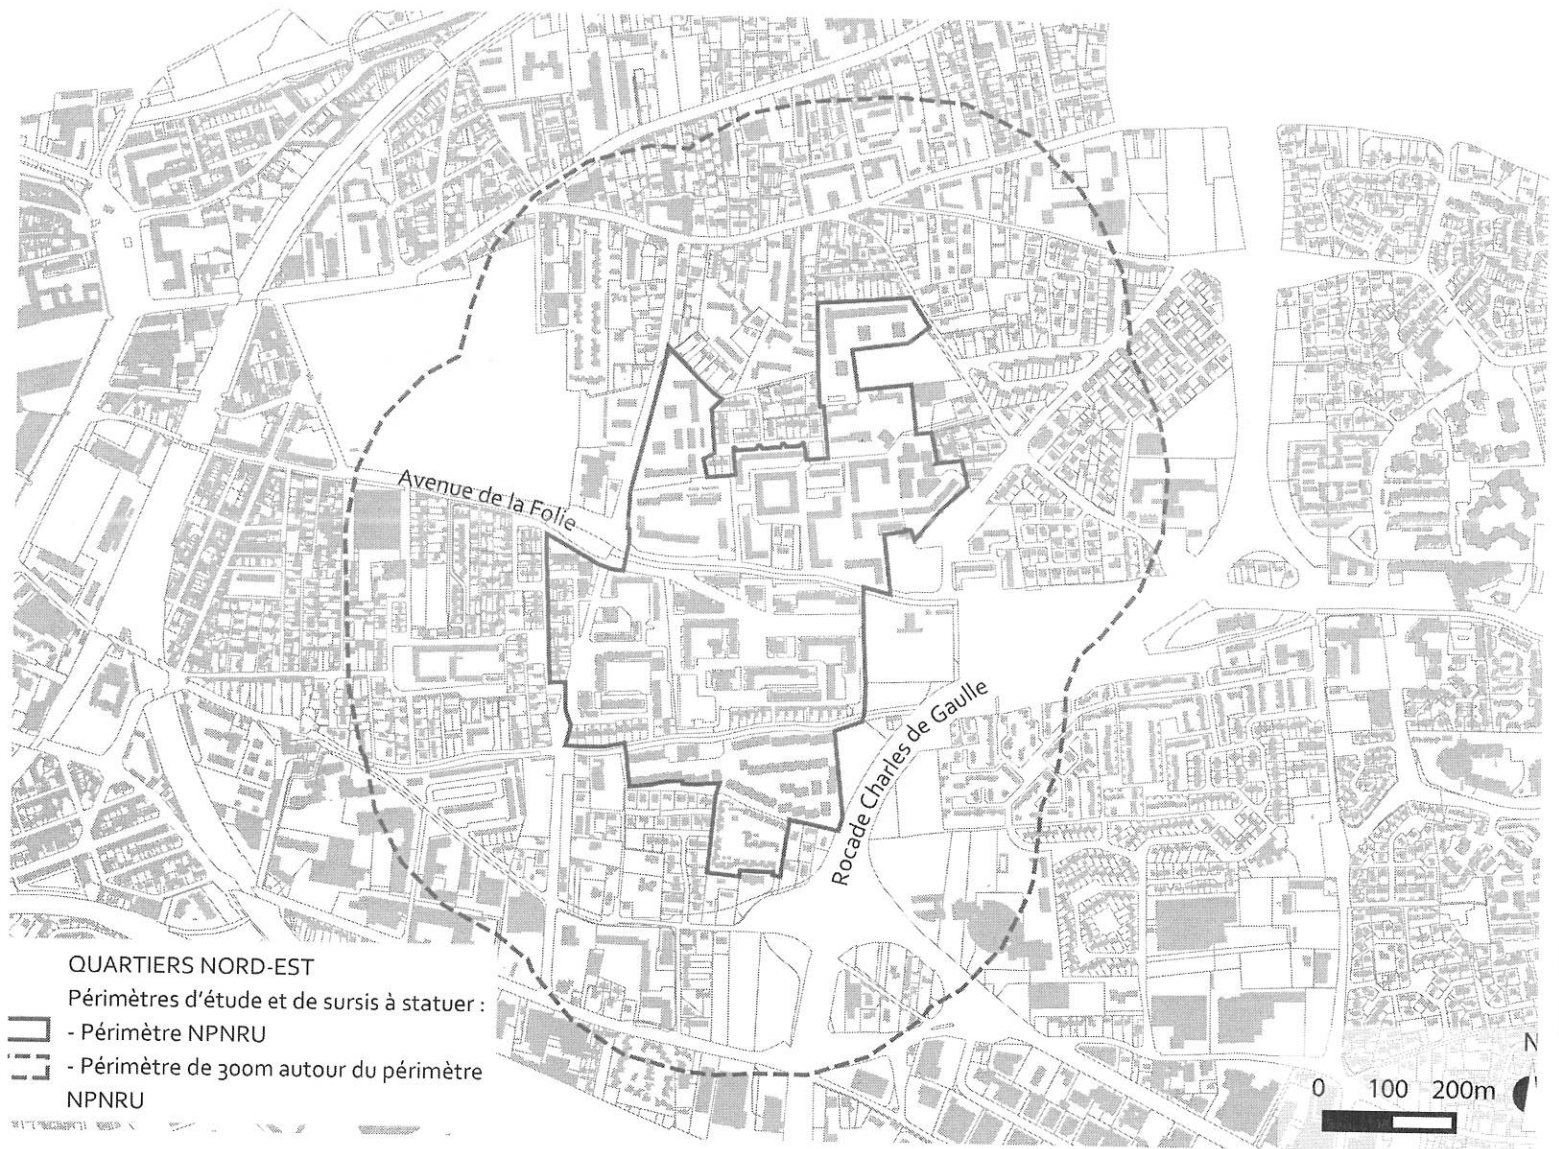 Avenue de la Folie
Rocade Charles de Gaulle
QUARTIERS NORD-EST
Périmètres d'étude et de sursis à statuer :
- Périmètre NPNRU
- Périmètre de 300m autour du périmètre
NPNRU
N
0 100 200m